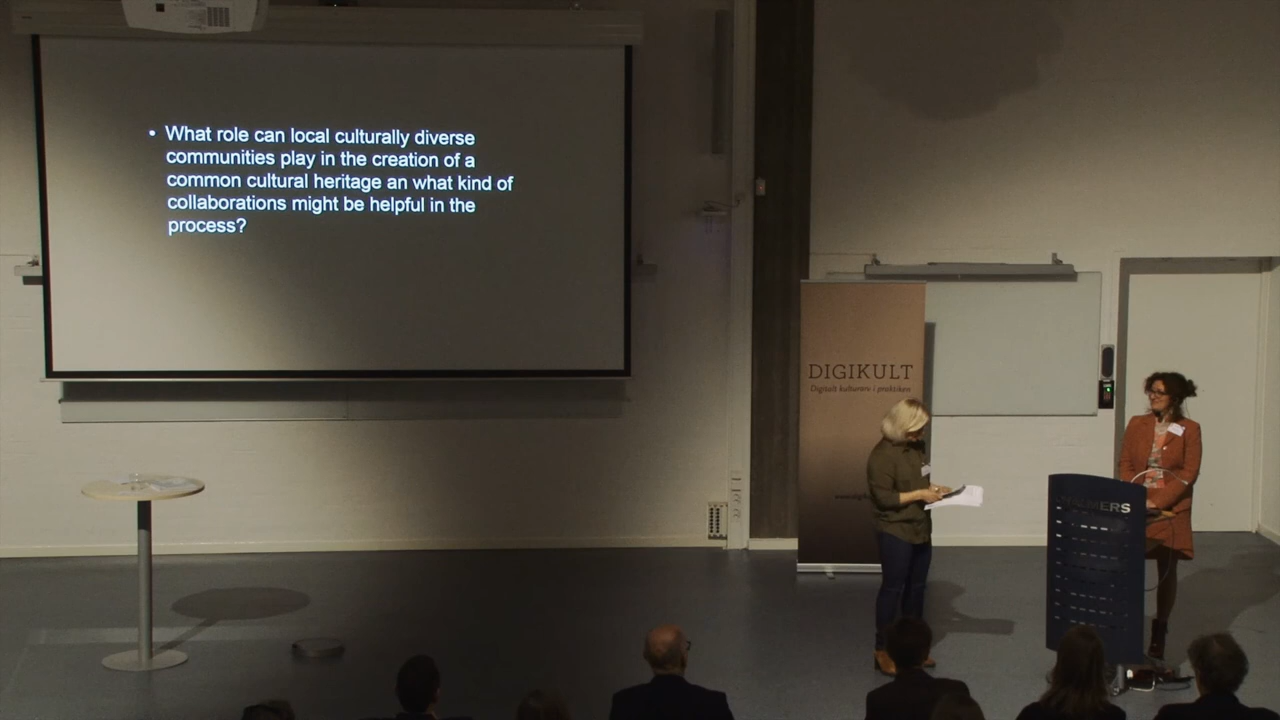 • What role can local culturally diverse
communities play in the creation of a
common cultural heritage an what kind of
collaborations might be helpful in the
process?
DIGIKULT
Digitalt kulturarv i praktiken